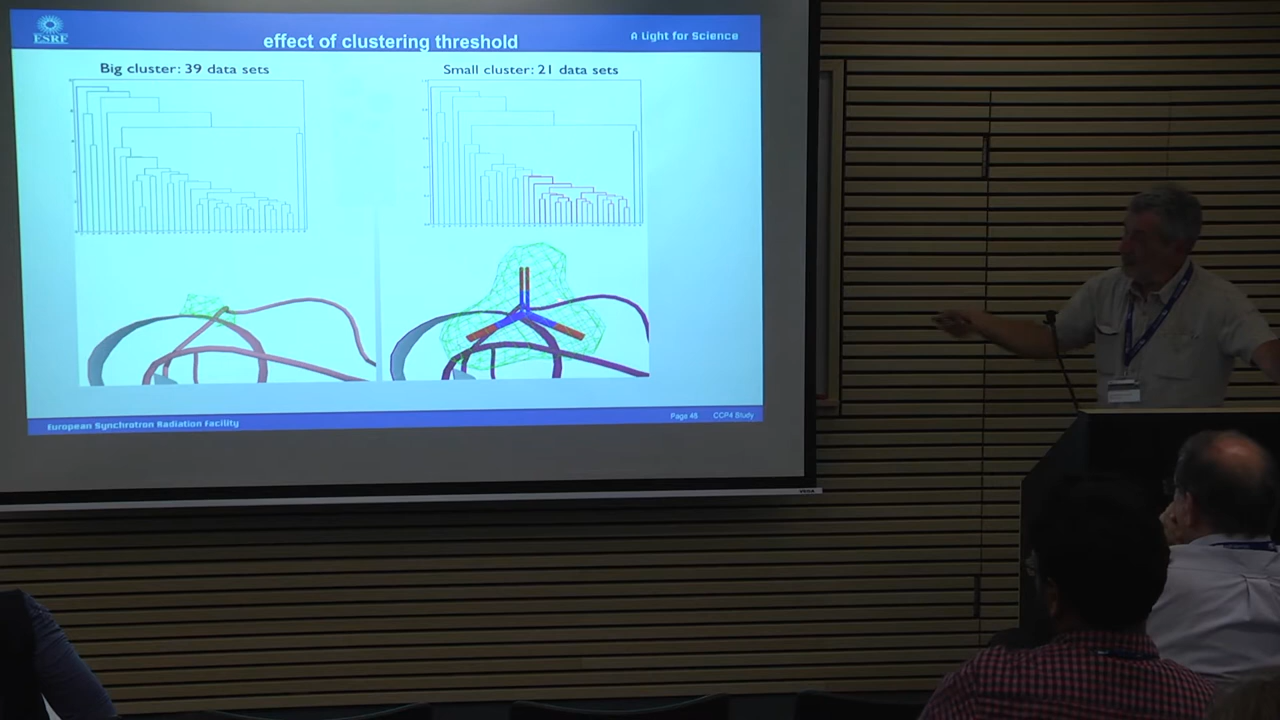 ESRF
effect of clustering threshold
A Light for Science
Big cluster: 39 data sets
Small cluster: 21 data sets
European Synchrotron Radiation Facility
Page 48
CCP4 Study